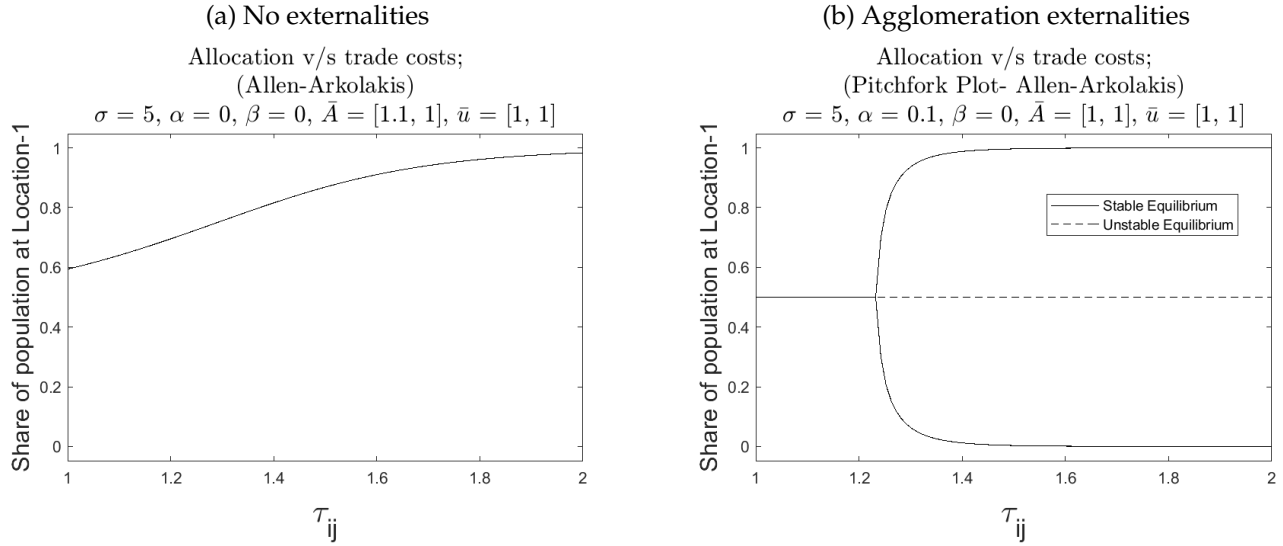 (a) No externalities
Allocation v/s trade costs;
(Allen-Arkolakis)
σ = 5, α = 0, β = 0, Ā = [1.1, 1], ū = [1, 1]
Share of population at Location-1
1
0.8
0.6
0.4
0.2
0
1
1.2
1.4
1.6
1.8
2
τij
(b) Agglomeration externalities
Allocation v/s trade costs;
(Pitchfork Plot- Allen-Arkolakis)
σ = 5, α = 0.1, β = 0, Ā = [1, 1], ū = [1, 1]
Share of population at Location-1
1
0.8
0.6
0.4
0.2
0
Stable Equilibrium
Unstable Equilibrium
1
1.2
1.4
1.6
1.8
2
τij